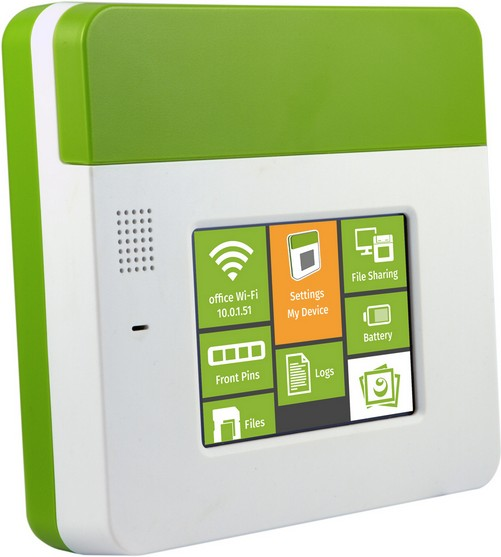 office Wi-Fi
10.0.1.51
Settings
My Device
File Sharing
Battery
Front Pins
Logs
Files